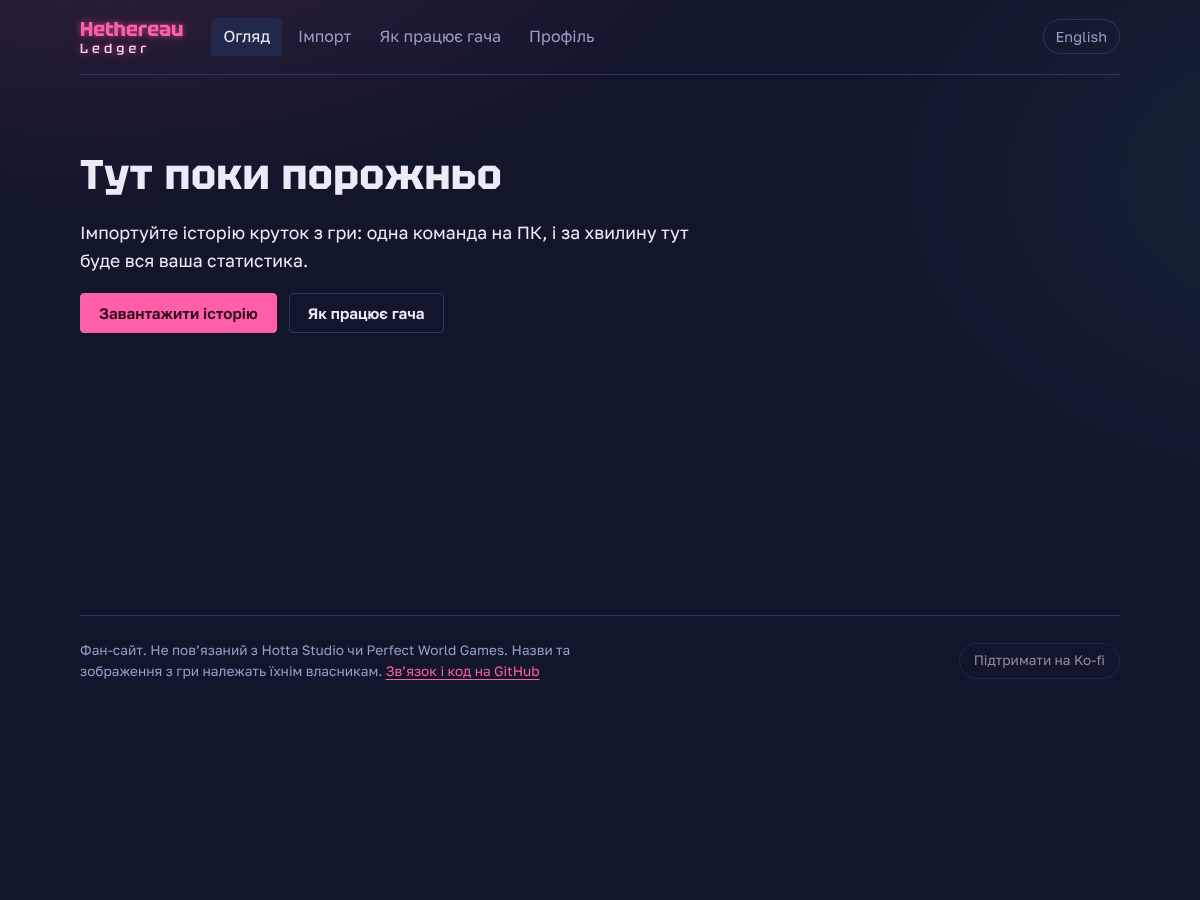 Hethereau
Ledger
Огляд
Імпорт
Як працює гача
Профіль
English
Тут поки порожньо
Імпортуйте історію круток з гри: одна команда на ПК, і за хвилину тут
буде вся ваша статистика.
Завантажити історію
Як працює гача
Фан-сайт. Не пов’язаний з Hotta Studio чи Perfect World Games. Назви та
зображення з гри належать їхнім власникам. Зв’язок і код на GitHub
Підтримати на Ko-fi